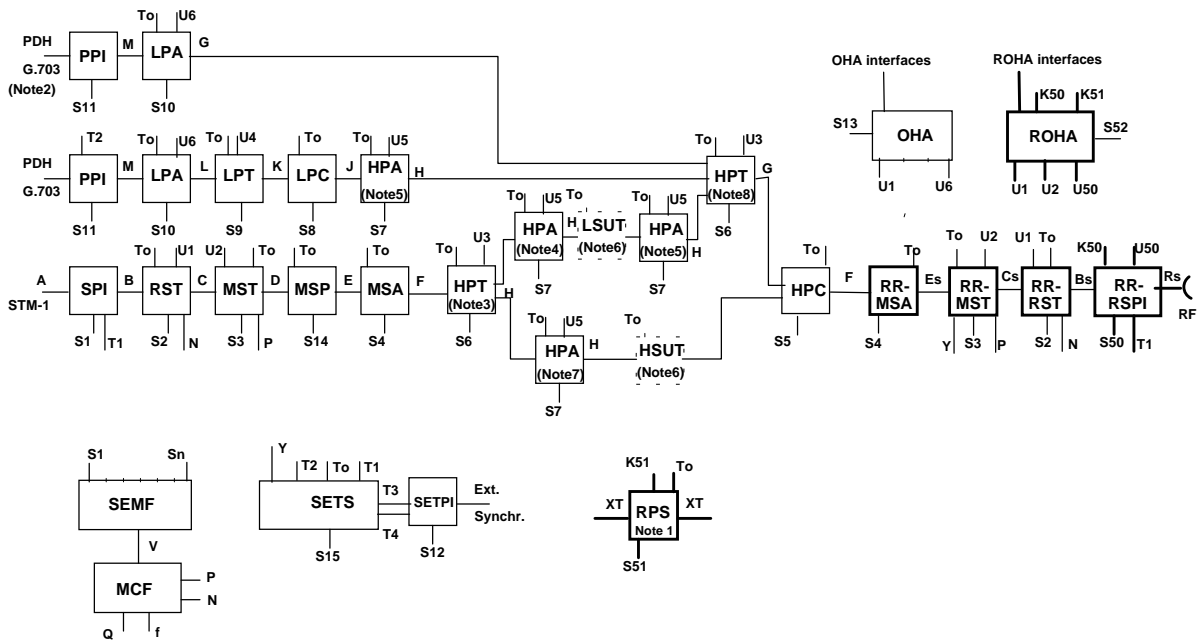 To U6
PDH M G
PPI LPA
G.703
(Note2)
S11 S10
OHA interfaces ROHA interfaces
K50 K51
S13 OHA ROHA S52
U1 U6 U1 U2 U50
T2 To U6 To U4 To To U5 To U3
PDH M L K J H G
PPI LPA LPT LPC HPA HPT
G.703 (Note5) (Note8)
S11 S10 S9 S8 S7 S6
To U5 To To U5
HPA H LSUT HPA
(Note4) (Note6) (Note5) H
S7 S7
To U1 U2 To To To To U3 To To To U2 U1 To K50 U50
A B C D E F H F Es Cs Bs Rs
STM-1 SPI RST MST MSP MSA HPT HPC RR-MSA RR-MST RR-RST RR-RSPI
(Note3) RF
S1 T1 S2 N S3 P S14 S4 S6 S5 S4 Y S3 P S2 N S50 T1
To U5 To
HPA H HSUT
(Note7) (Note6)
S7
S1 Sn
SEMF
V
MCF P
N
Q f
Y
T2 To T1
SETS T3 SETPI Ext.
Synchr.
T4
S15 S12
K51 To
XT RPS XT
Note 1
S51